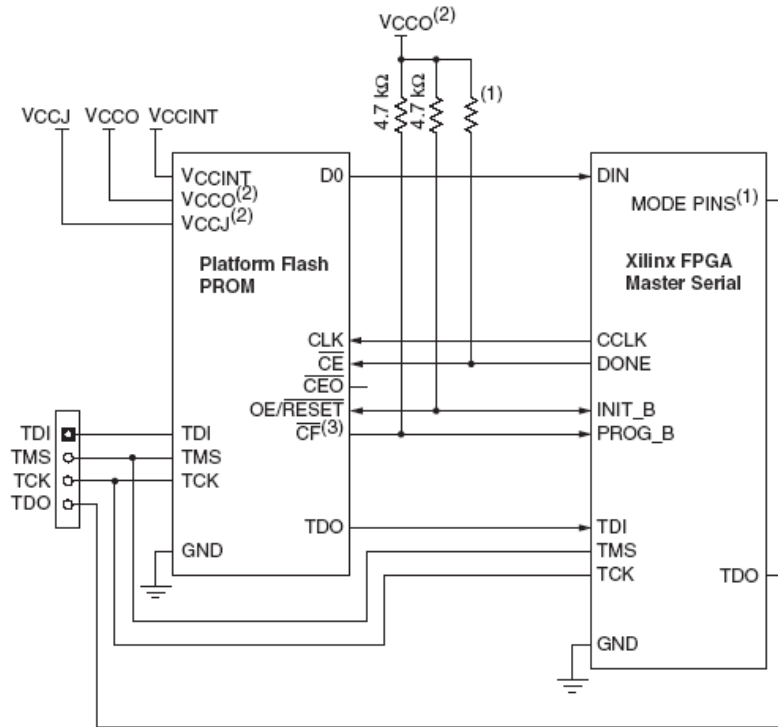 VCCO(2)
4.7 kΩ
4.7 kΩ
(1)
VCCJ VCCO VCCINT
VCCINT
VCCO(2)
VCCJ(2)
D0
Platform Flash
PROM
CLK
CE
CEO
OE/RESET
CF(3)
TDI
TMS
TCK
TDO
GND
DIN
MODE PINS(1)
Xilinx FPGA
Master Serial
CCLK
DONE
INIT_B
PROG_B
TDI
TMS
TCK
TDO
GND
TDI
TMS
TCK
TDO